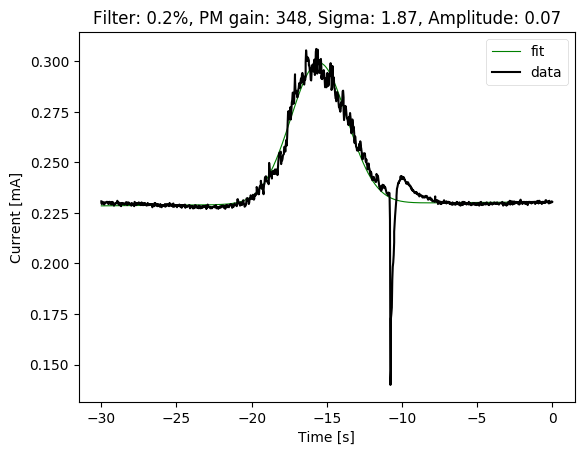 Filter: 0.2%, PM gain: 348, Sigma: 1.87, Amplitude: 0.07
fit
data
0.300
0.275
0.250
0.225
0.200
0.175
0.150
Current [mA]
−30
−25
−20
−15
−10
−5
0
Time [s]